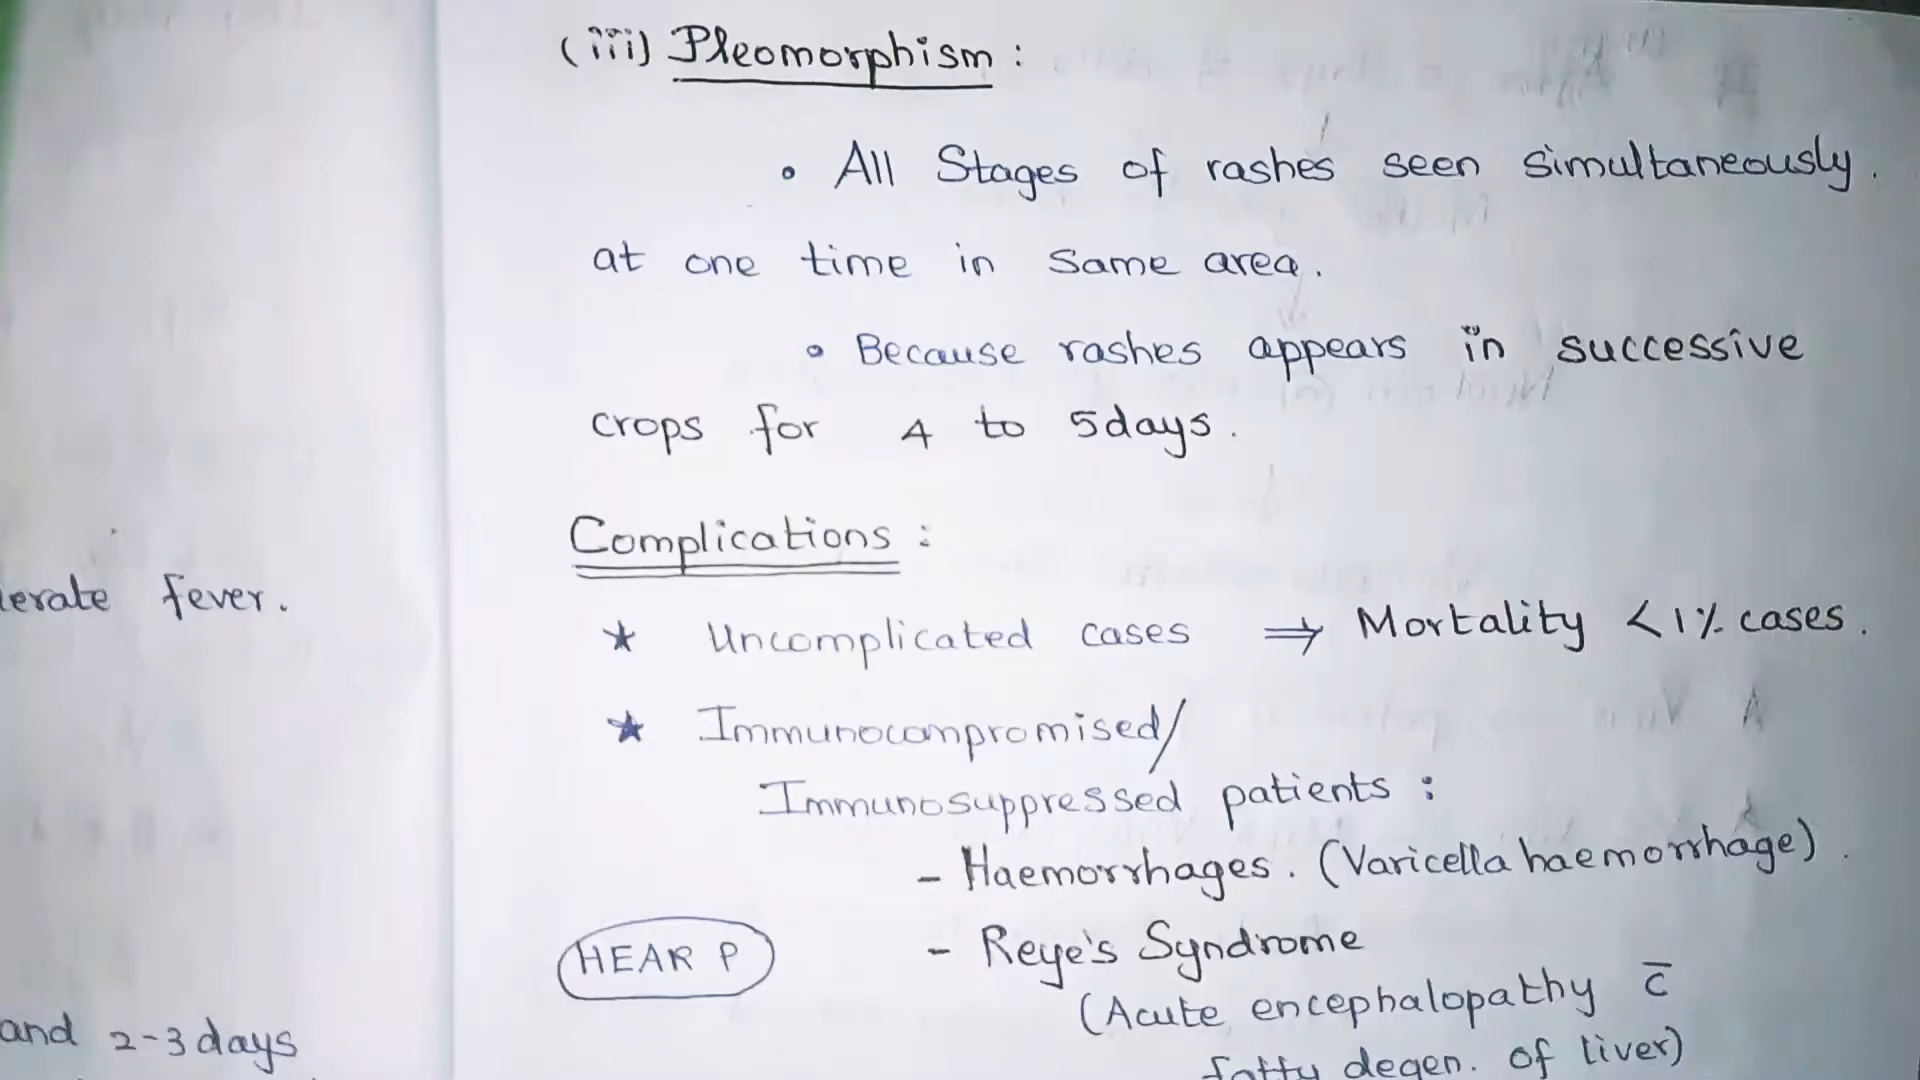 (iii) Pleomorphism :
• All Stages of rashes seen simultaneously.
at one time in same area.
• Because rashes appears in successive
crops for 4 to 5days.
Complications :
★ Uncomplicated cases ⇒ Mortality <1% cases.
★ Immunocompromised/
Immunosuppressed patients :
- Haemorrhages. (Varicella haemorrhage).
HEAR P
- Reye's Syndrome
(Acute encephalopathy c̅
fatty degen. of liver)
fever.
and 2-3 days